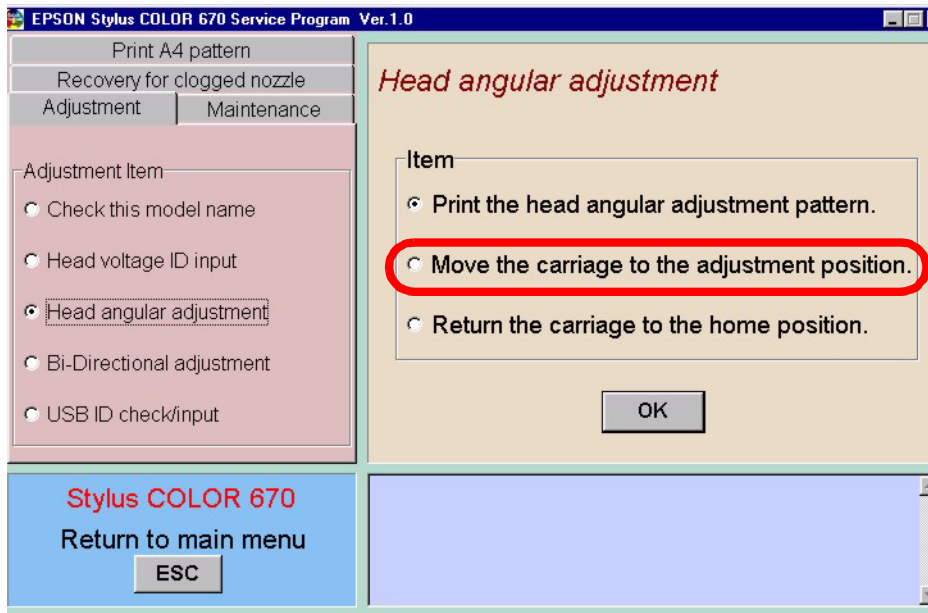 EPSON Stylus COLOR 670 Service Program Ver.1.0
Print A4 pattern
Recovery for clogged nozzle
Adjustment
Maintenance
Adjustment Item
Check this model name
Head voltage ID input
Head angular adjustment
Bi-Directional adjustment
USB ID check/input
Head angular adjustment
Item
Print the head angular adjustment pattern.
Move the carriage to the adjustment position.
Return the carriage to the home position.
OK
Stylus COLOR 670
Return to main menu
ESC